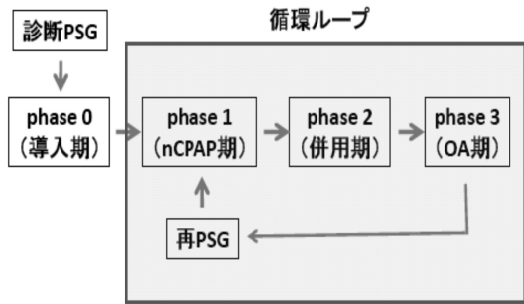 循環ループ
診断PSG
phase 0
（導入期）
phase 1
（nCPAP期）
phase 2
（併用期）
phase 3
（OA期）
再PSG